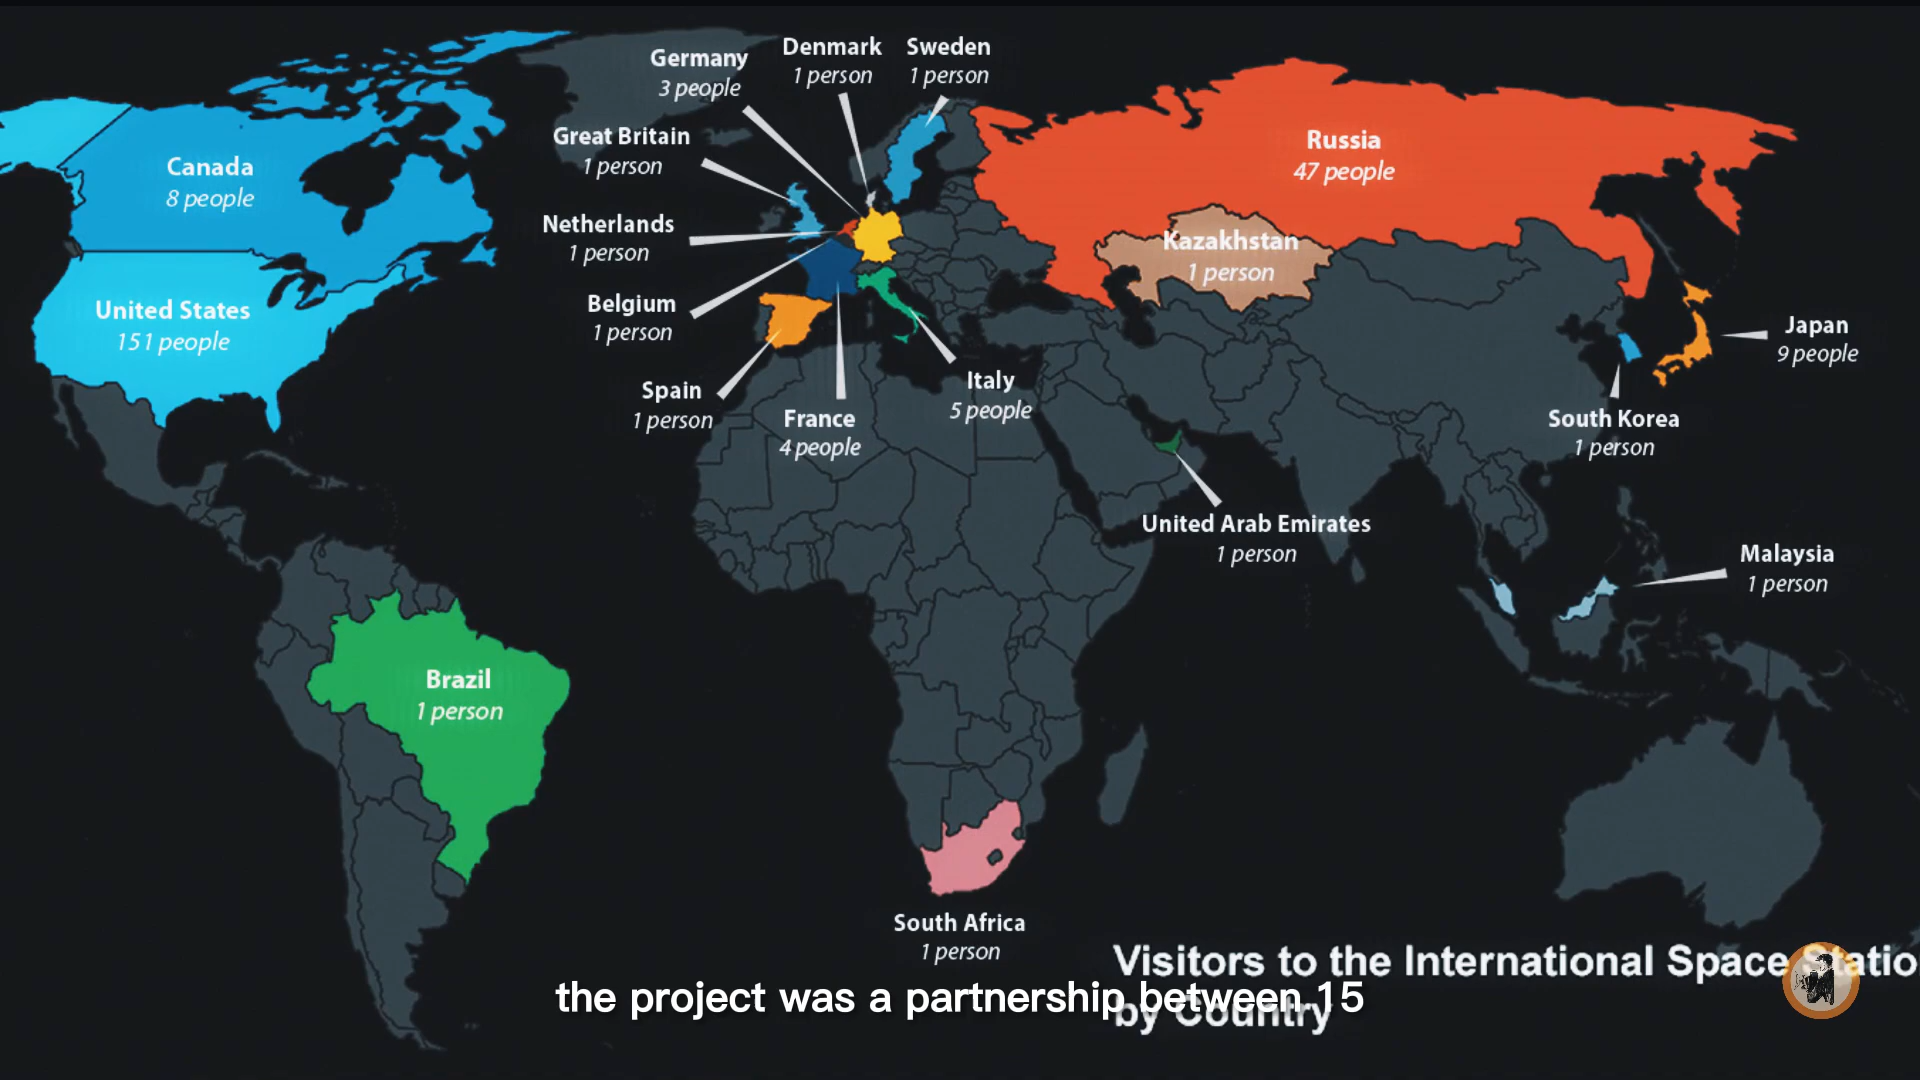 Germany
3 people
Denmark
1 person
Sweden
1 person
Great Britain
1 person
Canada
8 people
Russia
47 people
Netherlands
1 person
Kazakhstan
1 person
United States
151 people
Belgium
1 person
Japan
9 people
Spain
1 person
France
4 people
Italy
5 people
South Korea
1 person
United Arab Emirates
1 person
Malaysia
1 person
Brazil
1 person
South Africa
1 person
Visitors to the International Space Statio
by Country
the project was a partnership between 15